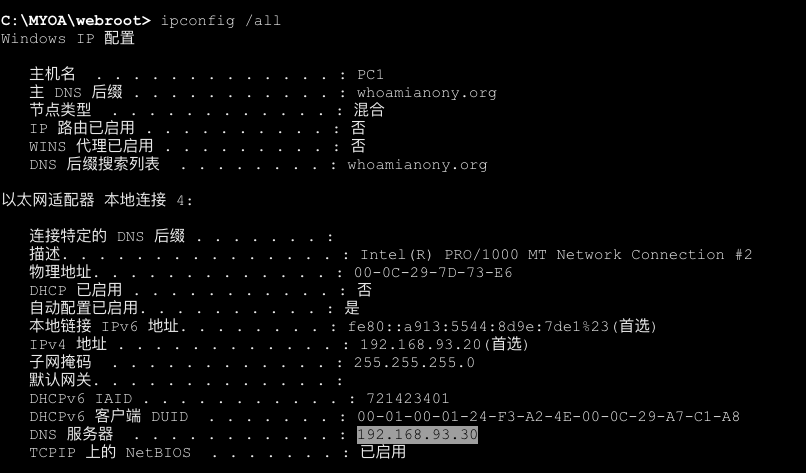 C:\MYOA\webroot> ipconfig /all
Windows IP 配置
主机名 . . . . . . . . . . . . . : PC1
主 DNS 后缀 . . . . . . . . . . . : whoamianony.org
节点类型 . . . . . . . . . . . . : 混合
IP 路由已启用 . . . . . . . . . . : 否
WINS 代理已启用 . . . . . . . . . : 否
DNS 后缀搜索列表 . . . . . . . . : whoamianony.org
以太网适配器 本地连接 4:
连接特定的 DNS 后缀 . . . . . . . :
描述. . . . . . . . . . . . . . . : Intel(R) PRO/1000 MT Network Connection #2
物理地址. . . . . . . . . . . . . : 00-0C-29-7D-73-E6
DHCP 已启用 . . . . . . . . . . . : 否
自动配置已启用. . . . . . . . . . : 是
本地链接 IPv6 地址. . . . . . . . : fe80::a913:5544:8d9e:7de1%23(首选)
IPv4 地址 . . . . . . . . . . . . : 192.168.93.20(首选)
子网掩码 . . . . . . . . . . . . : 255.255.255.0
默认网关. . . . . . . . . . . . . :
DHCPv6 IAID . . . . . . . . . . . : 721423401
DHCPv6 客户端 DUID . . . . . . . : 00-01-00-01-24-F3-A2-4E-00-0C-29-A7-C1-A8
DNS 服务器 . . . . . . . . . . . : 192.168.93.30
TCPIP 上的 NetBIOS . . . . . . . : 已启用